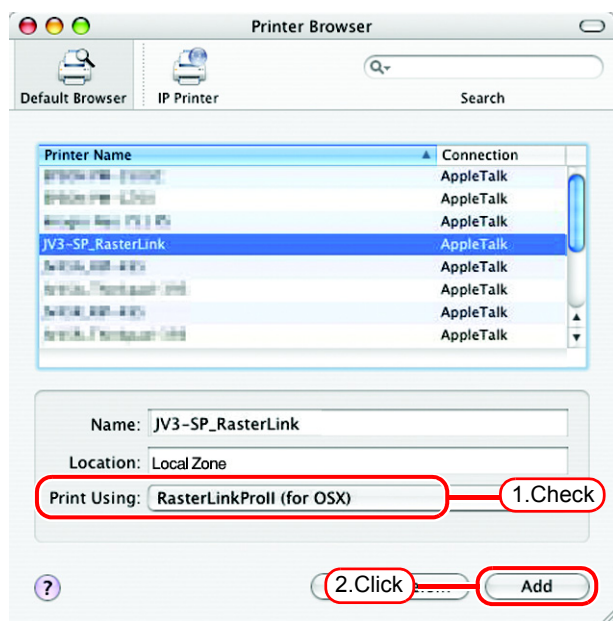 Printer Browser
Default Browser
IP Printer
Search
Printer Name
Connection
AppleTalk
AppleTalk
AppleTalk
JV3-SP_RasterLink AppleTalk
AppleTalk
AppleTalk
AppleTalk
AppleTalk
Name: JV3-SP_RasterLink
Location: Local Zone
Print Using: RasterLinkProII (for OSX)
1.Check
2.Click
Add
?